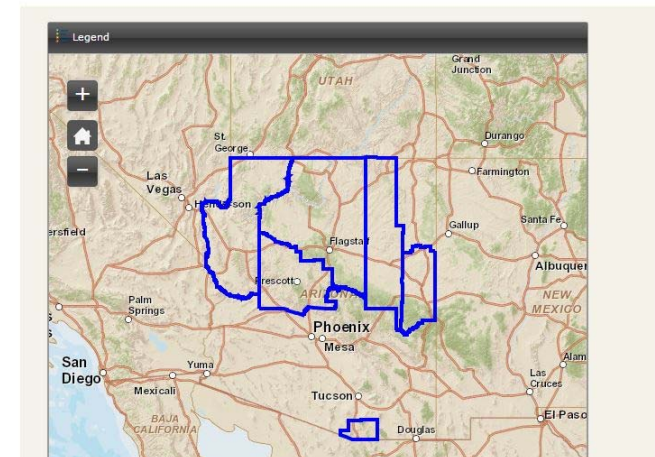 Legend
Grand
Junction
UTAH
+
St.
George
Durango
Farmington
Las
Vegas
Henderson
ersfield
Gallup
Santa Fe
Flagstaff
Albuquer
Prescott
ARIZONA
NEW
MEXICO
Palm
Springs
Phoenix
Mesa
San
Diego
Yuma
Alam
Las
Cruces
Mexicali
Tucson
BAJA
CALIFORNIA
Douglas
El Paso